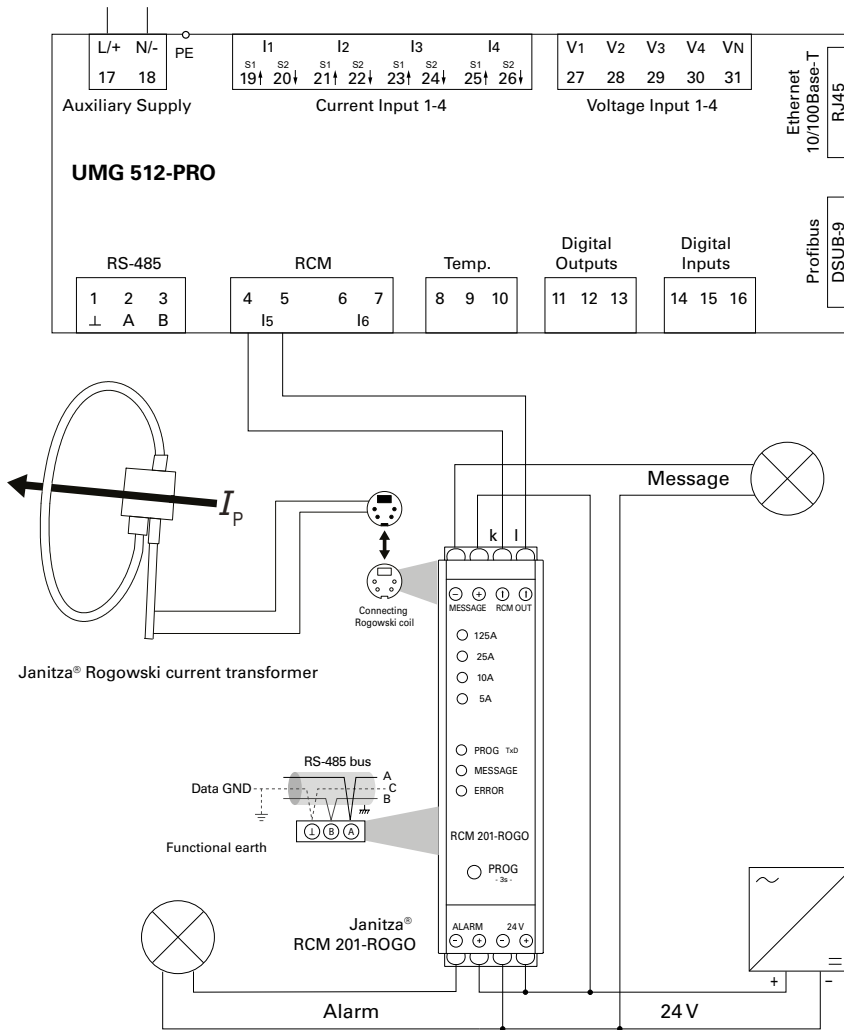 L/+ N/-
PE
17 18
Auxiliary Supply
I1 I2 I3 I4
S1 S2 S1 S2 S1 S2 S1 S2
19 20 21 22 23 24 25 26
Current Input 1-4
V1 V2 V3 V4 VN
27 28 29 30 31
Voltage Input 1-4
Ethernet
10/100Base-T
RJ45
UMG 512-PRO
Profibus
DSUB-9
RS-485
1 2 3
⊥ A B
RCM
4 5 6 7
I5 I6
Temp.
8 9 10
Digital
Outputs
11 12 13
Digital
Inputs
14 15 16
IP
Message
k l
Connecting
Rogowski coil
- + I I
MESSAGE RCM OUT
125A
25A
10A
5A
Janitza® Rogowski current transformer
PROG TxD
MESSAGE
ERROR
RS-485 bus
A
C
B
Data GND
⊥ B A
Functional earth
RCM 201-ROGO
PROG
- 3s -
Janitza®
RCM 201-ROGO
ALARM 24 V
- + - +
+ -
Alarm
24 V